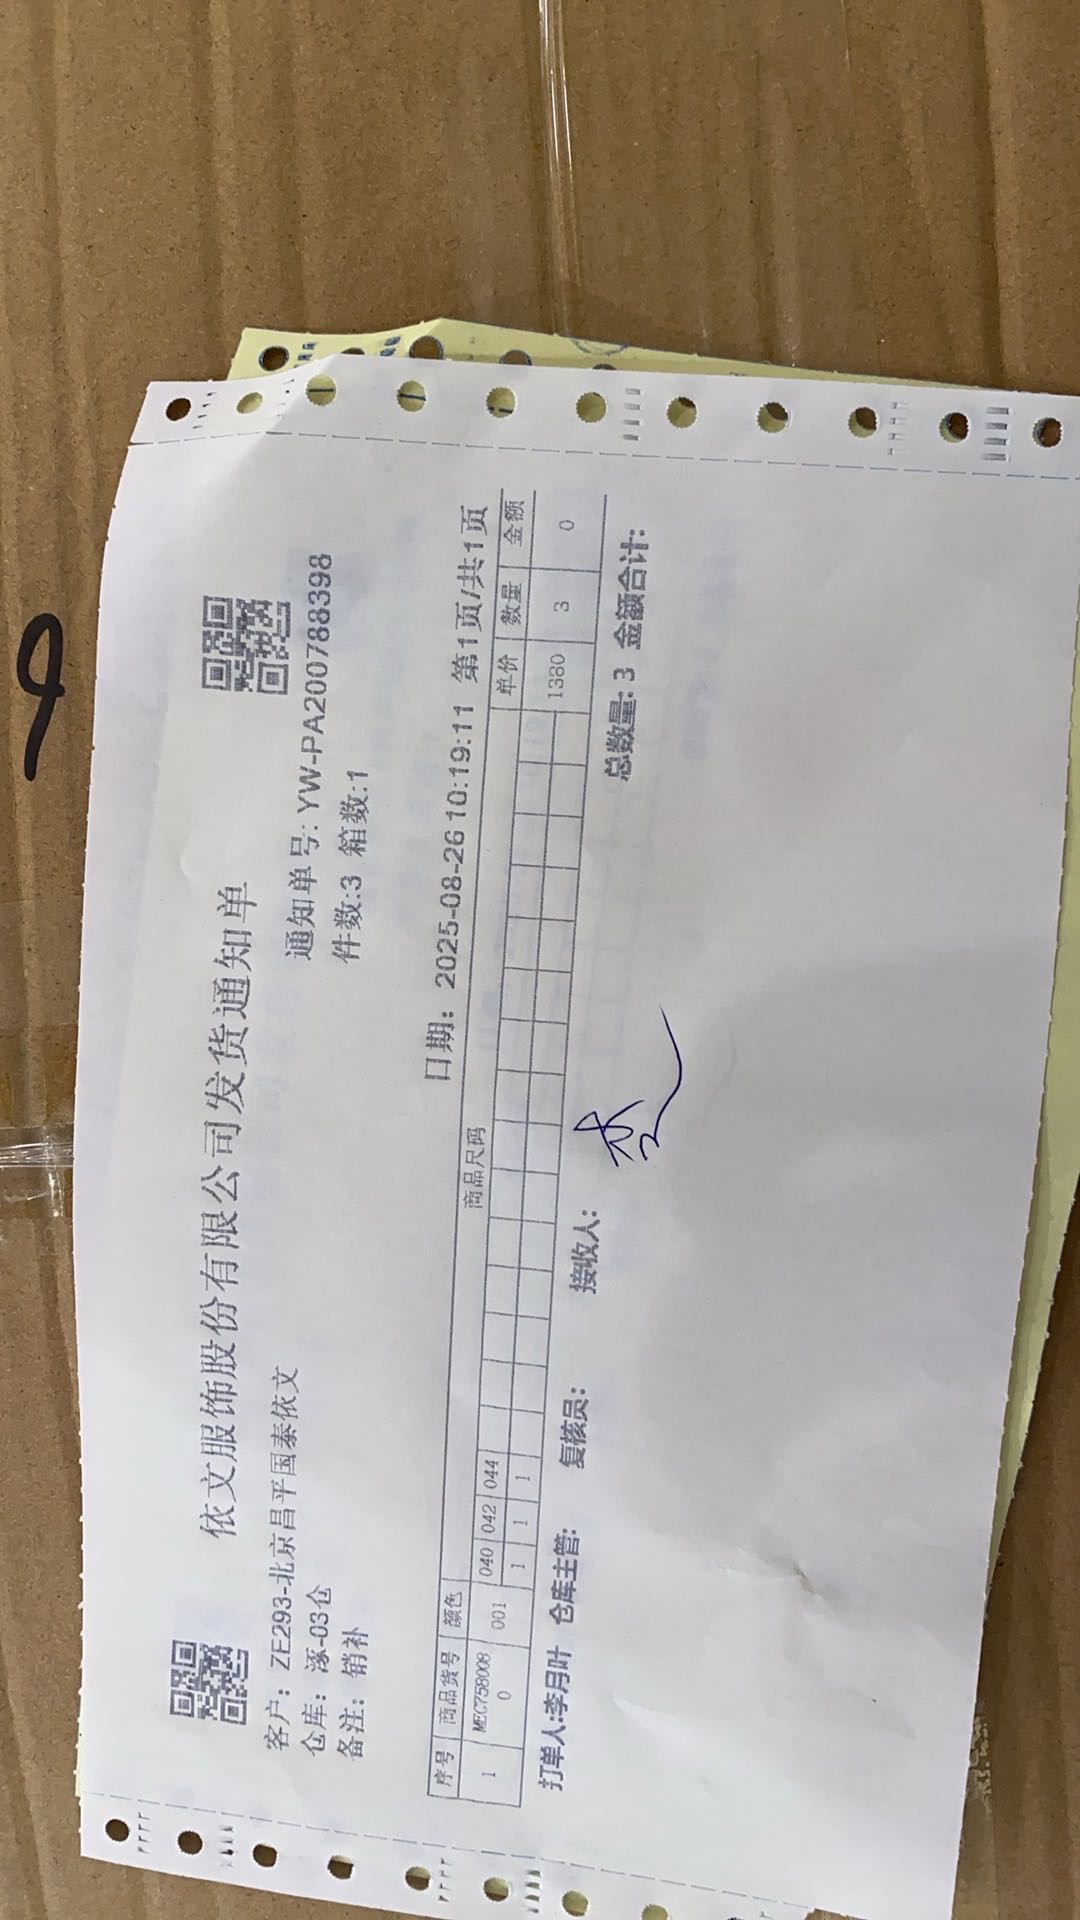 依文服饰股份有限公司发货通知单
客户：ZE293-北京昌平国泰依文
通知单号：YW-PA200788398
仓库：涿-03仓
件数:3 箱数:1
备注：销补
日期：2025-08-26 10:19:11 第1页/共1页
序号 商品货号 颜色 商品尺码 单价 数量 金额
040 042 044
1 MEC7580080 001 1 1 1 1380 3 0
总数量: 3 金额合计:
打单人:李月叶 仓库主管: 复核员: 接收人: